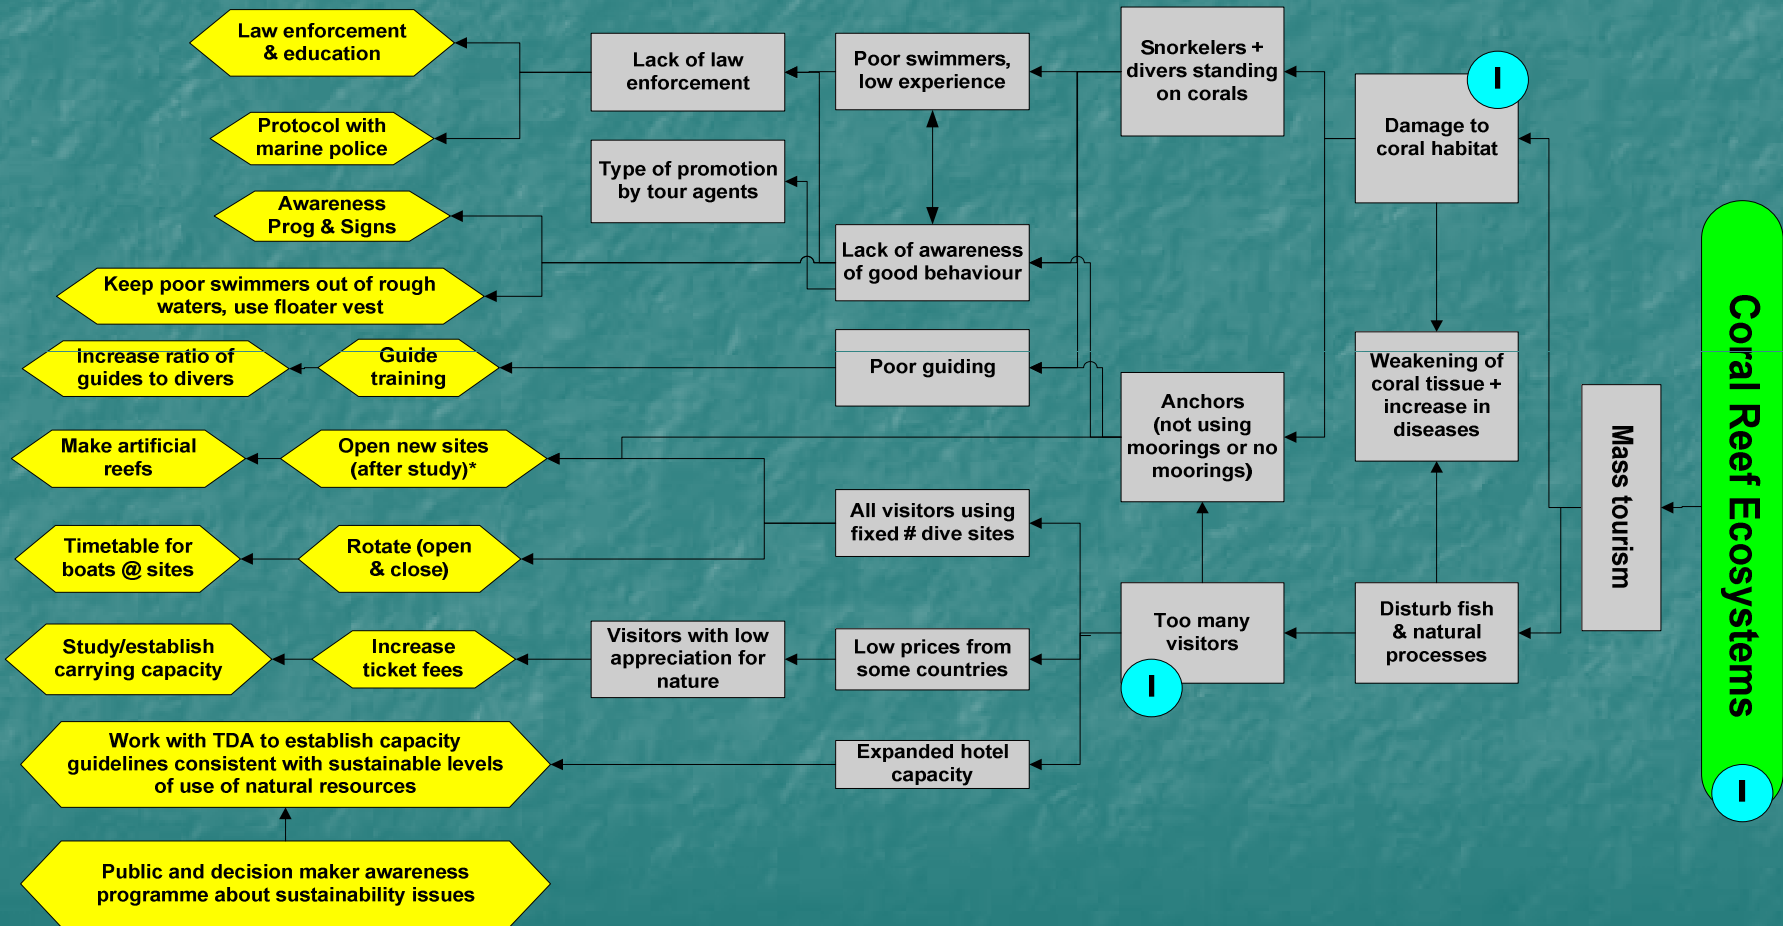 Law enforcement
& education
Protocol with
marine police
Awareness
Prog & Signs
Keep poor swimmers out of rough
waters, use floater vest
Increase ratio of
guides to divers
Guide
training
Make artificial
reefs
Open new sites
(after study)*
Timetable for
boats @ sites
Rotate (open
& close)
Study/establish
carrying capacity
Increase
ticket fees
Work with TDA to establish capacity
guidelines consistent with sustainable levels
of use of natural resources
Public and decision maker awareness
programme about sustainability issues
Lack of law
enforcement
Type of promotion
by tour agents
Visitors with low
appreciation for
nature
Poor swimmers,
low experience
Lack of awareness
of good behaviour
Poor guiding
All visitors using
fixed # dive sites
Low prices from
some countries
Expanded hotel
capacity
Snorkelers +
divers standing
on corals
Anchors
(not using
moorings or no
moorings)
Too many
visitors
I
Damage to
coral habitat
I
Weakening of
coral tissue +
increase in
diseases
Disturb fish
& natural
processes
Mass tourism
Coral Reef Ecosystems
I